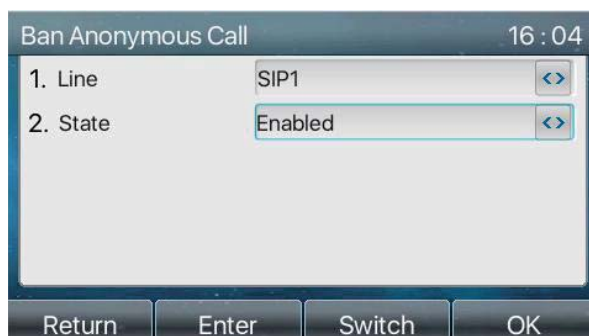 Ban Anonymous Call 16:04
1. Line SIP1 <>
2. State Enabled <>
Return Enter Switch OK